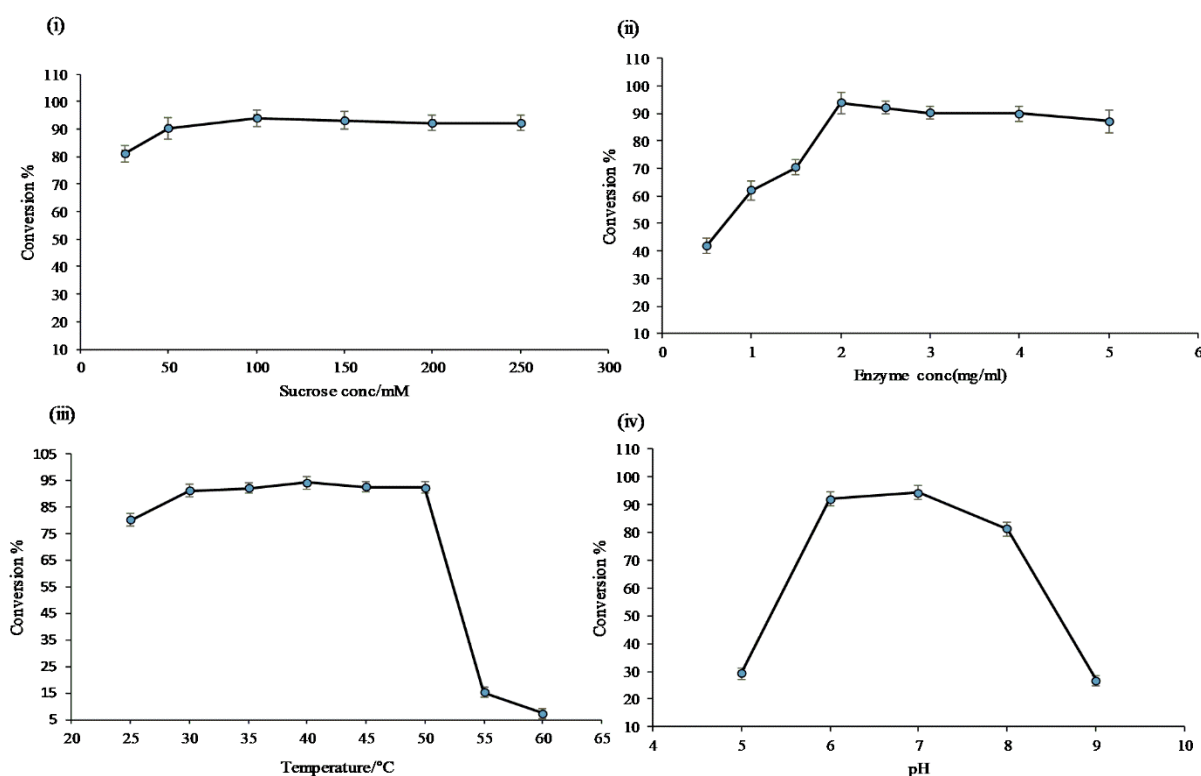 (i)
110
100
90
80
70
60
50
40
30
20
10
Conversion %
0 50 100 150 200 250 300
Sucrose conc/mM
(ii)
110
100
90
80
70
60
50
40
30
20
10
Conversion %
0 1 2 3 4 5 6
Enzyme conc(mg/ml)
(iii)
105
95
85
75
65
55
45
35
25
15
5
Conversion %
20 25 30 35 40 45 50 55 60 65
Temperature/°C
(iv)
110
100
90
80
70
60
50
40
30
20
10
Conversion %
4 5 6 7 8 9 10
pH